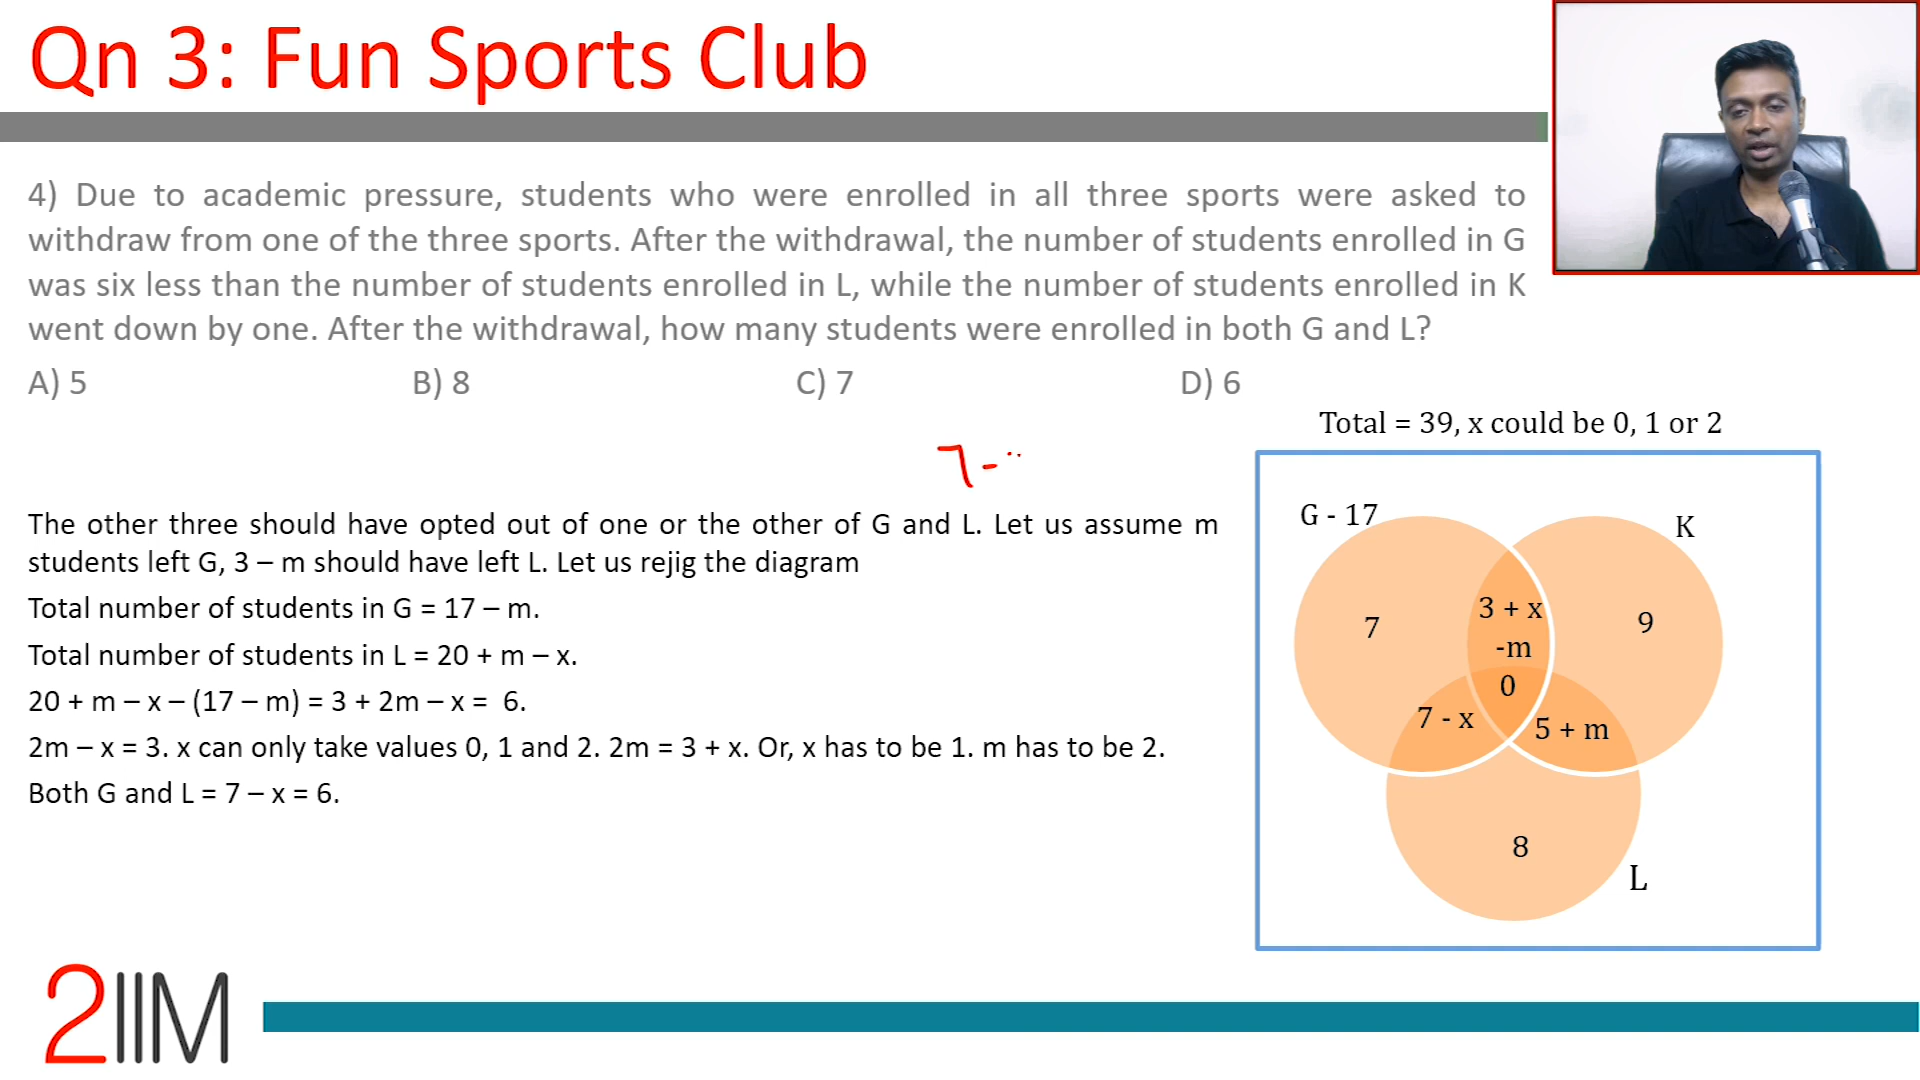 Qn 3: Fun Sports Club
4) Due to academic pressure, students who were enrolled in all three sports were asked to
withdraw from one of the three sports. After the withdrawal, the number of students enrolled in G
was six less than the number of students enrolled in L, while the number of students enrolled in K
went down by one. After the withdrawal, how many students were enrolled in both G and L?
A) 5 B) 8 C) 7 D) 6
Total = 39, x could be 0, 1 or 2
7-
The other three should have opted out of one or the other of G and L. Let us assume m
students left G, 3 – m should have left L. Let us rejig the diagram
Total number of students in G = 17 – m.
Total number of students in L = 20 + m – x.
20 + m – x – (17 – m) = 3 + 2m – x = 6.
2m – x = 3. x can only take values 0, 1 and 2. 2m = 3 + x. Or, x has to be 1. m has to be 2.
Both G and L = 7 – x = 6.
G - 17
K
7
3 + x
-m
9
0
7 - x
5 + m
8
L
2IIM